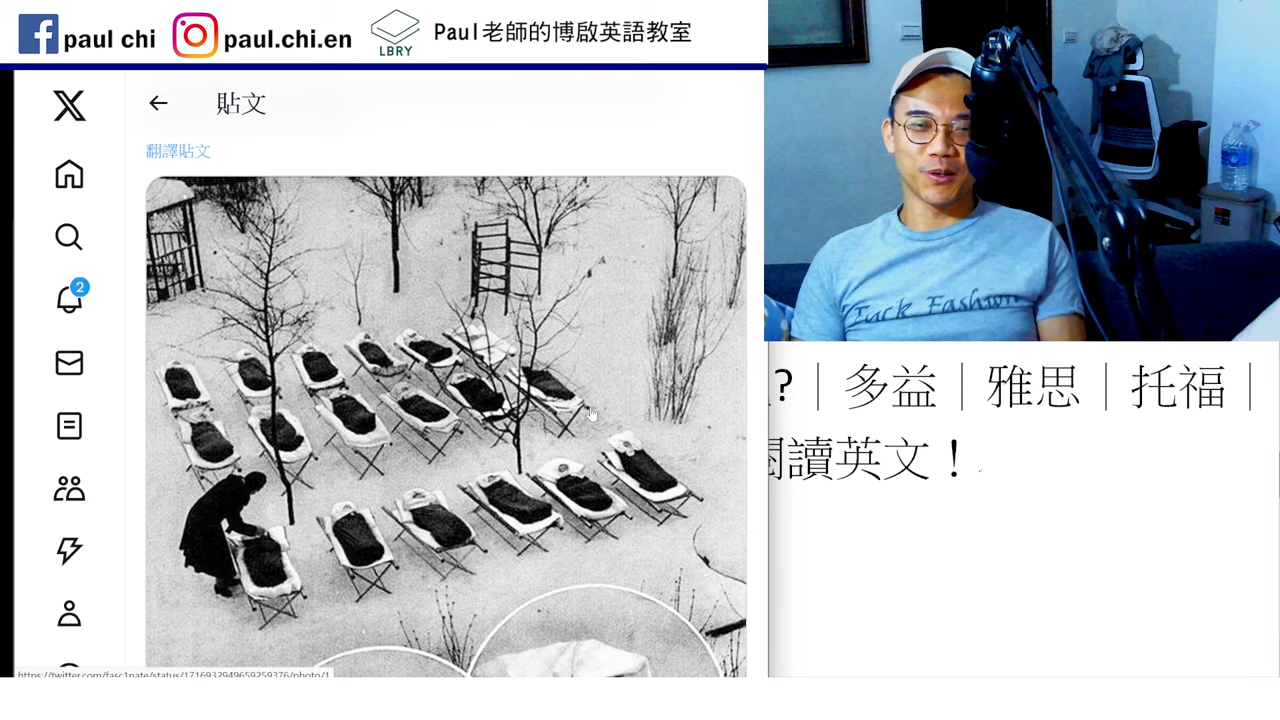 paul chi
paul.chi.en
LBRY
Paul老師的博啟英語教室
貼文
翻譯貼文
2
Fashion
? | 多益 | 雅思 | 托福 |
閱讀英文！
https://twitter.com/fasc1nate/status/1716932949659259376/photo/1